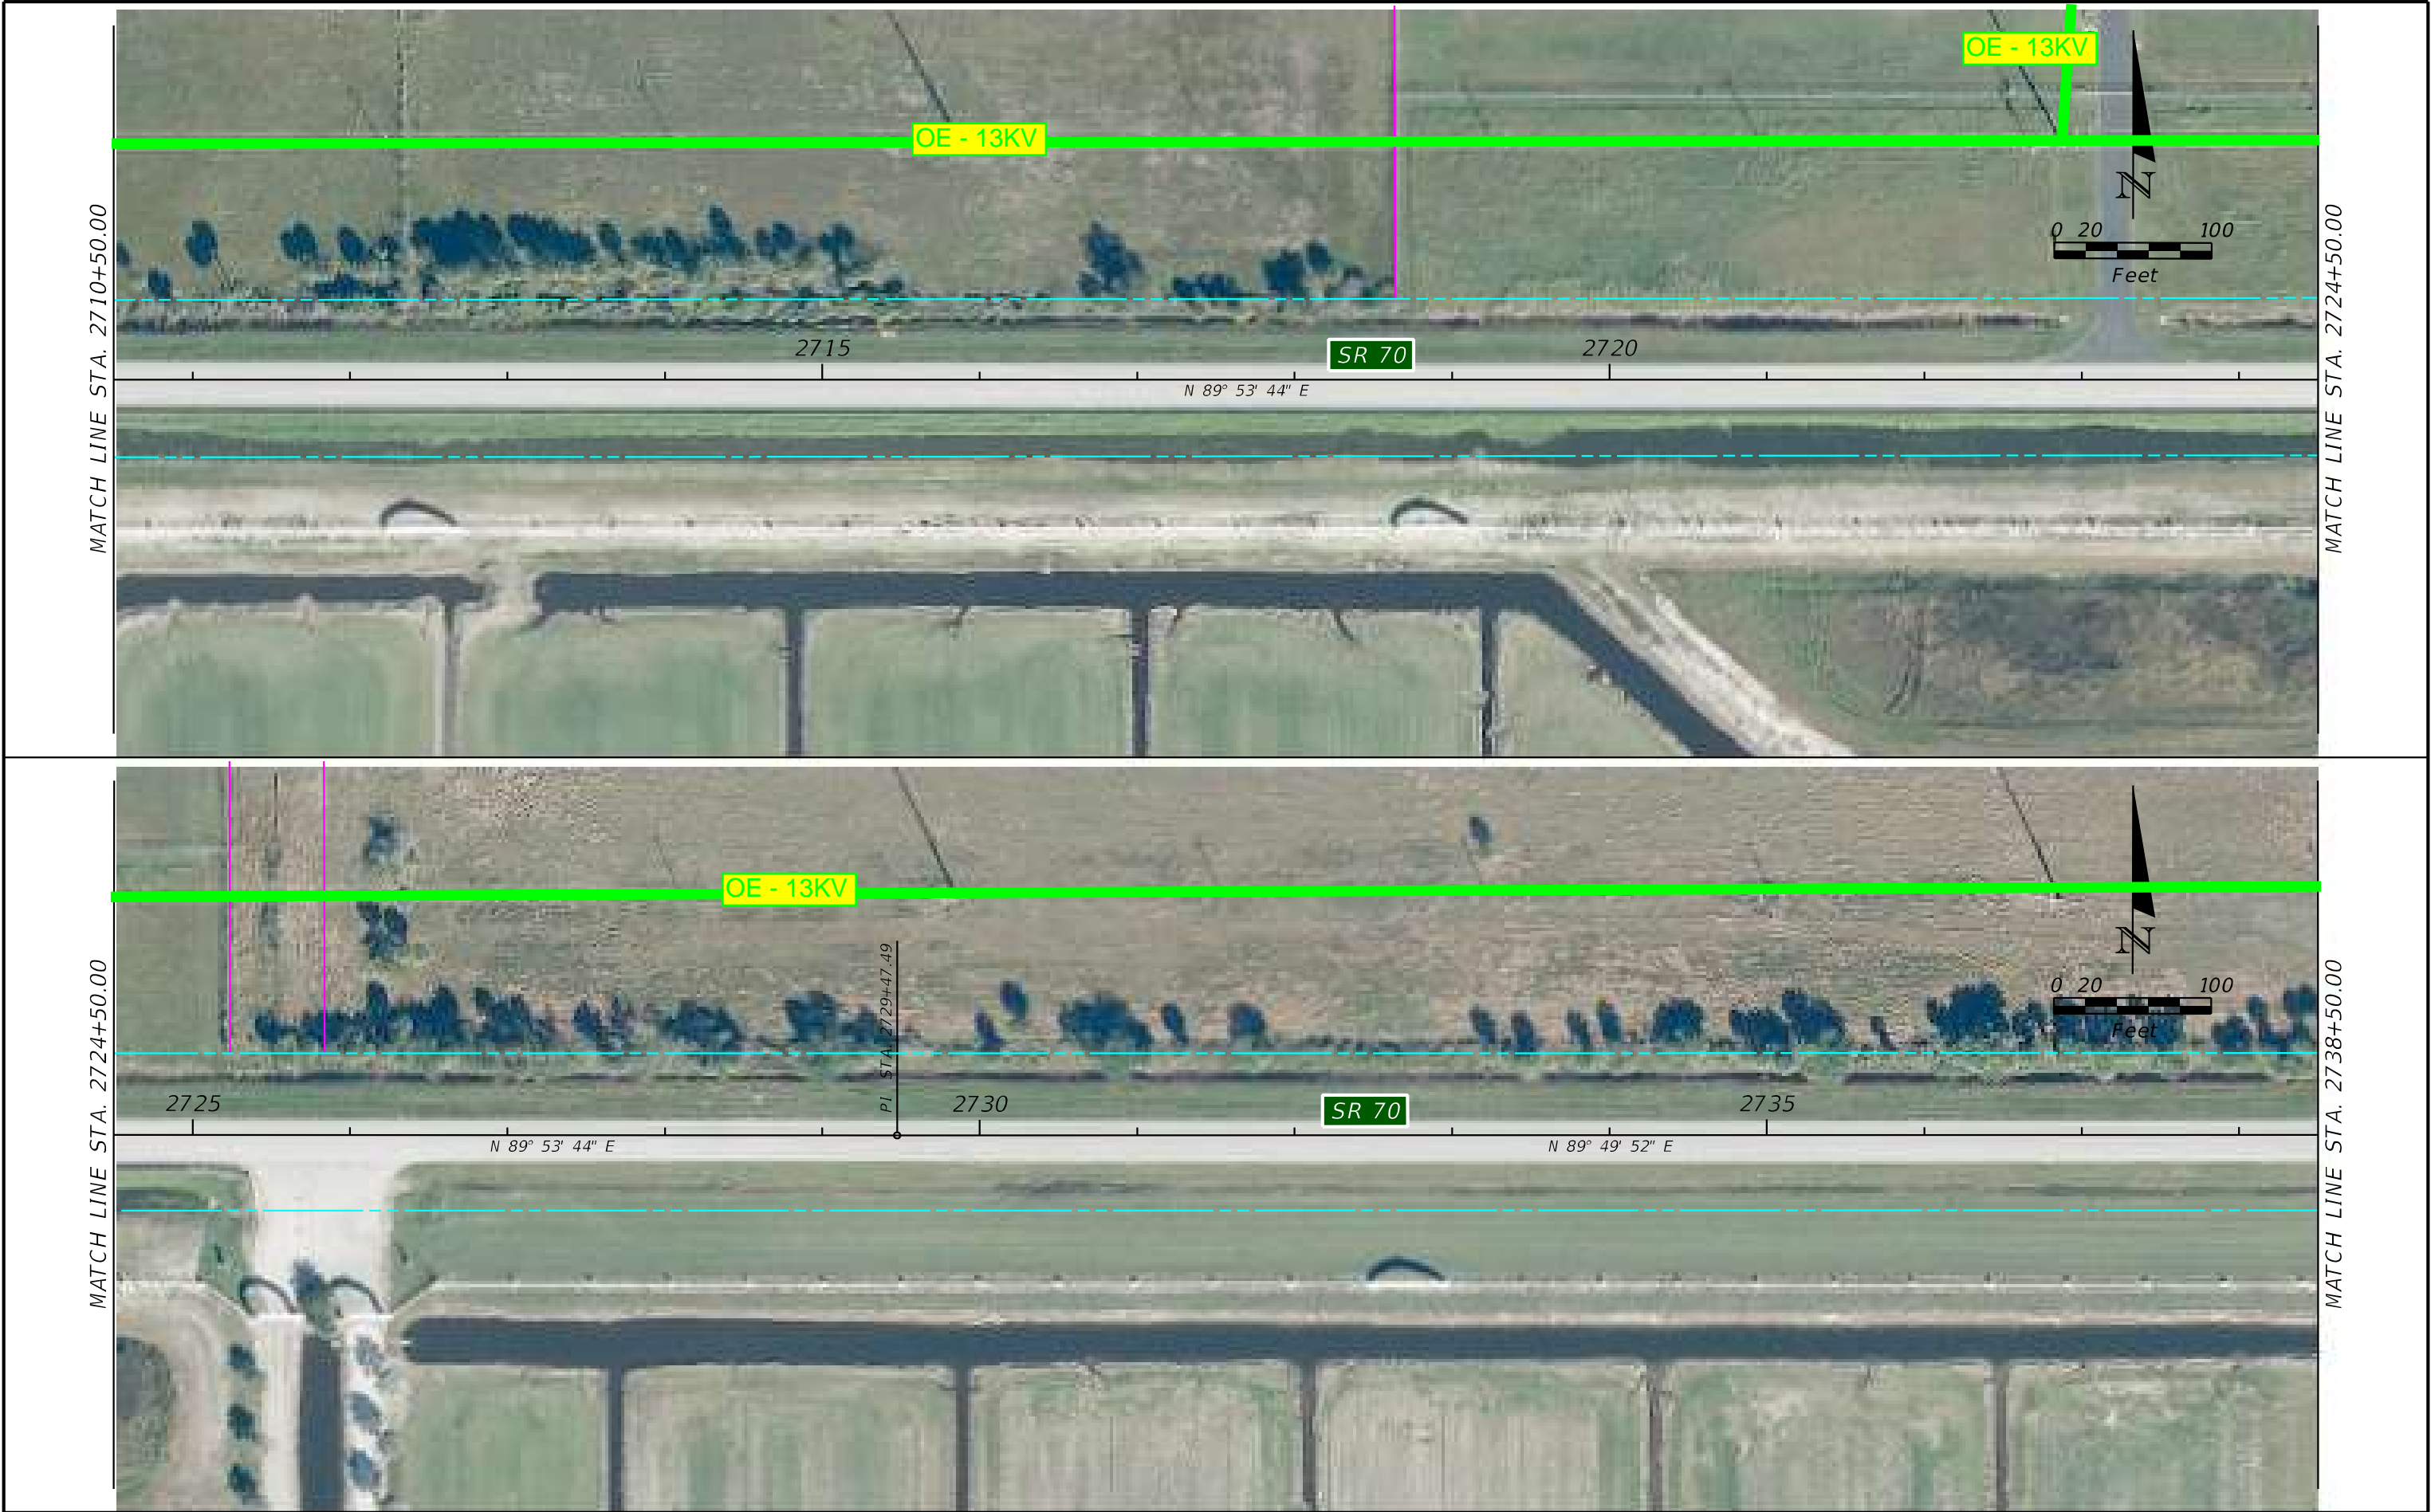 OE - 13KV
OE - 13KV
N
0 20 100
Feet
MATCH LINE STA. 2710+50.00
MATCH LINE STA. 2724+50.00
2715
SR 70
2720
N 89° 53' 44" E
OE - 13KV
N
0 20 100
Feet
MATCH LINE STA. 2724+50.00
MATCH LINE STA. 2738+50.00
PI STA. 2729+47.49
2725
2730
SR 70
2735
N 89° 53' 44" E
N 89° 49' 52" E